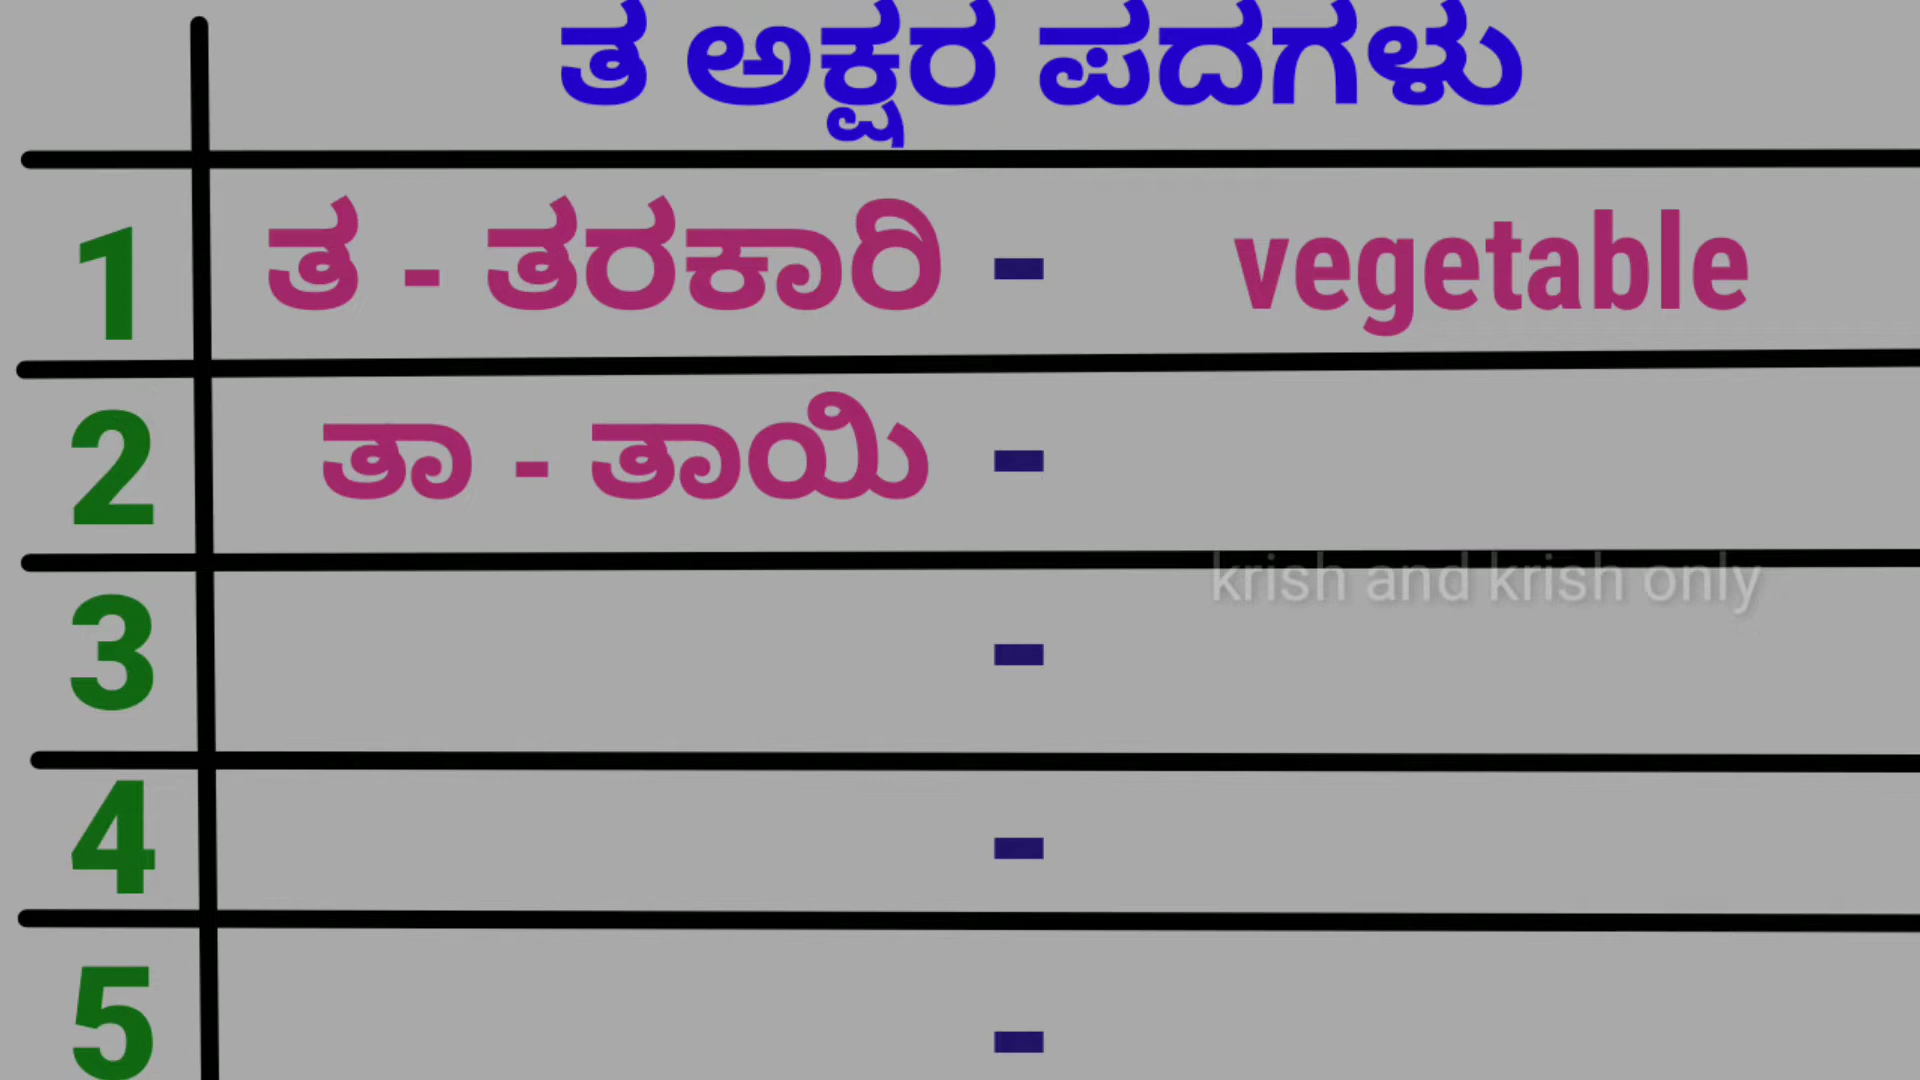 ತ ಅಕ್ಷರ ಪದಗಳು
1 ತ - ತರಕಾರಿ - vegetable
2 ತಾ - ತಾಯಿ -
krish and krish only
3 -
4 -
5 -